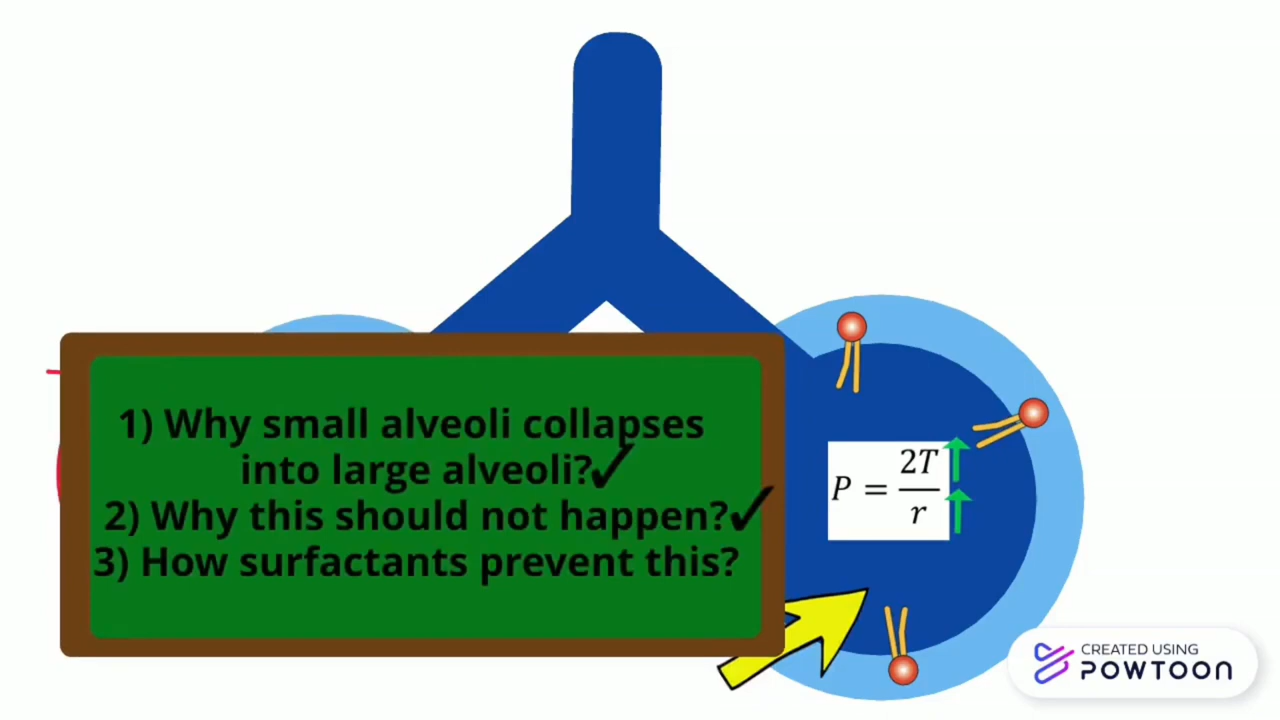 1) Why small alveoli collapses
into large alveoli?✓
2) Why this should not happen?✓
3) How surfactants prevent this?
P = 2T/r
CREATED USING
POWTOON